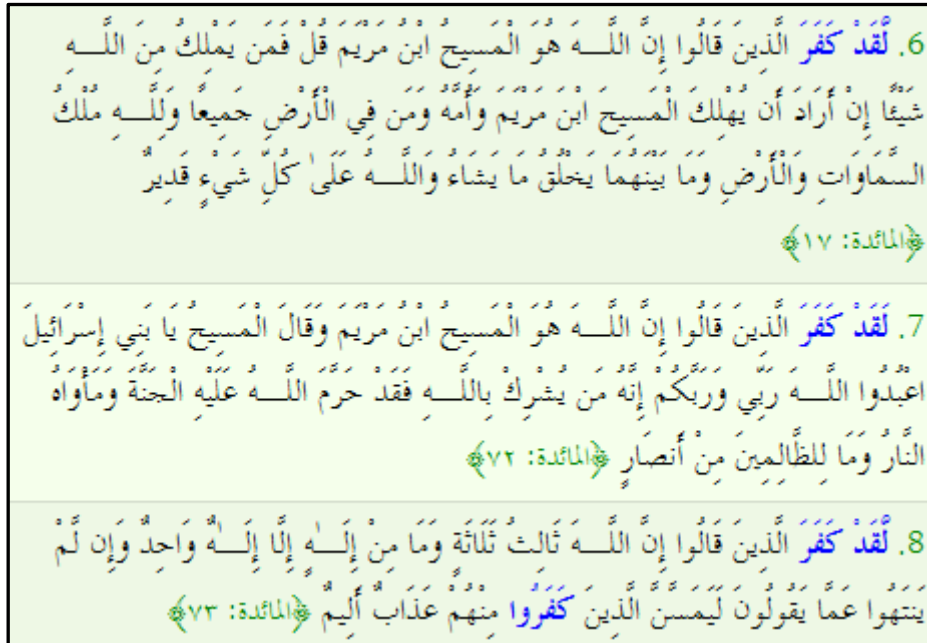 6. لَّقَدْ كَفَرَ الَّذِينَ قَالُوا إِنَّ اللَّـهَ هُوَ الْمَسِيحُ ابْنُ مَرْيَمَ قُلْ فَمَن يَمْلِكُ مِنَ اللَّـهِ
شَيْئًا إِنْ أَرَادَ أَن يُهْلِكَ الْمَسِيحَ ابْنَ مَرْيَمَ وَأُمَّهُ وَمَن فِي الْأَرْضِ جَمِيعًا وَلِلَّـهِ مُلْكُ
السَّمَاوَاتِ وَالْأَرْضِ وَمَا بَيْنَهُمَا يَخْلُقُ مَا يَشَاءُ وَاللَّـهُ عَلَىٰ كُلِّ شَيْءٍ قَدِيرٌ
﴿المائدة: ١٧﴾
7. لَقَدْ كَفَرَ الَّذِينَ قَالُوا إِنَّ اللَّـهَ هُوَ الْمَسِيحُ ابْنُ مَرْيَمَ وَقَالَ الْمَسِيحُ يَا بَنِي إِسْرَائِيلَ
اعْبُدُوا اللَّـهَ رَبِّي وَرَبَّكُمْ إِنَّهُ مَن يُشْرِكْ بِاللَّـهِ فَقَدْ حَرَّمَ اللَّـهُ عَلَيْهِ الْجَنَّةَ وَمَأْوَاهُ
النَّارُ وَمَا لِلظَّالِمِينَ مِنْ أَنصَارٍ ﴿المائدة: ٧٢﴾
8. لَّقَدْ كَفَرَ الَّذِينَ قَالُوا إِنَّ اللَّـهَ ثَالِثُ ثَلَاثَةٍ وَمَا مِنْ إِلَـٰهٍ إِلَّا إِلَـٰهٌ وَاحِدٌ وَإِن لَّمْ
يَنتَهُوا عَمَّا يَقُولُونَ لَيَمَسَّنَّ الَّذِينَ كَفَرُوا مِنْهُمْ عَذَابٌ أَلِيمٌ ﴿المائدة: ٧٣﴾